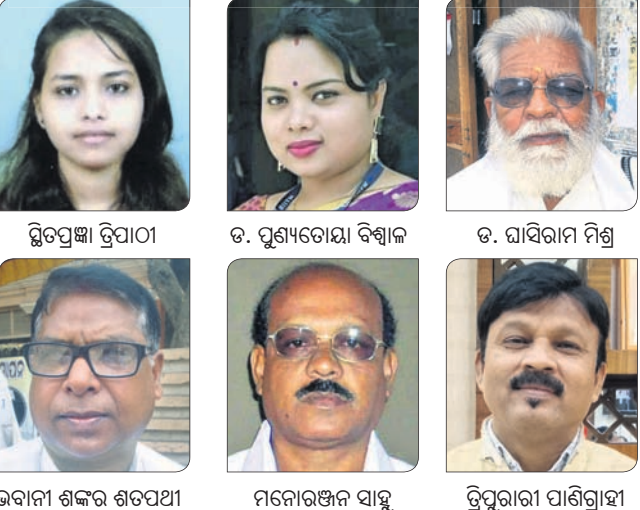 ସ୍ଥିତପ୍ରଜ୍ଞା ତ୍ରିପାଠୀ
ଡ. ପୁଣ୍ୟତୋୟା ବିଶ୍ୱାଳ
ଡ. ଘାସିରାମ ମିଶ୍ର
ଭବାନୀ ଶଙ୍କର ଶତପଥୀ
ମନୋରଞ୍ଜନ ସାହୁ
ତ୍ରିପୁରାରୀ ପାଣିଗ୍ରାହୀ